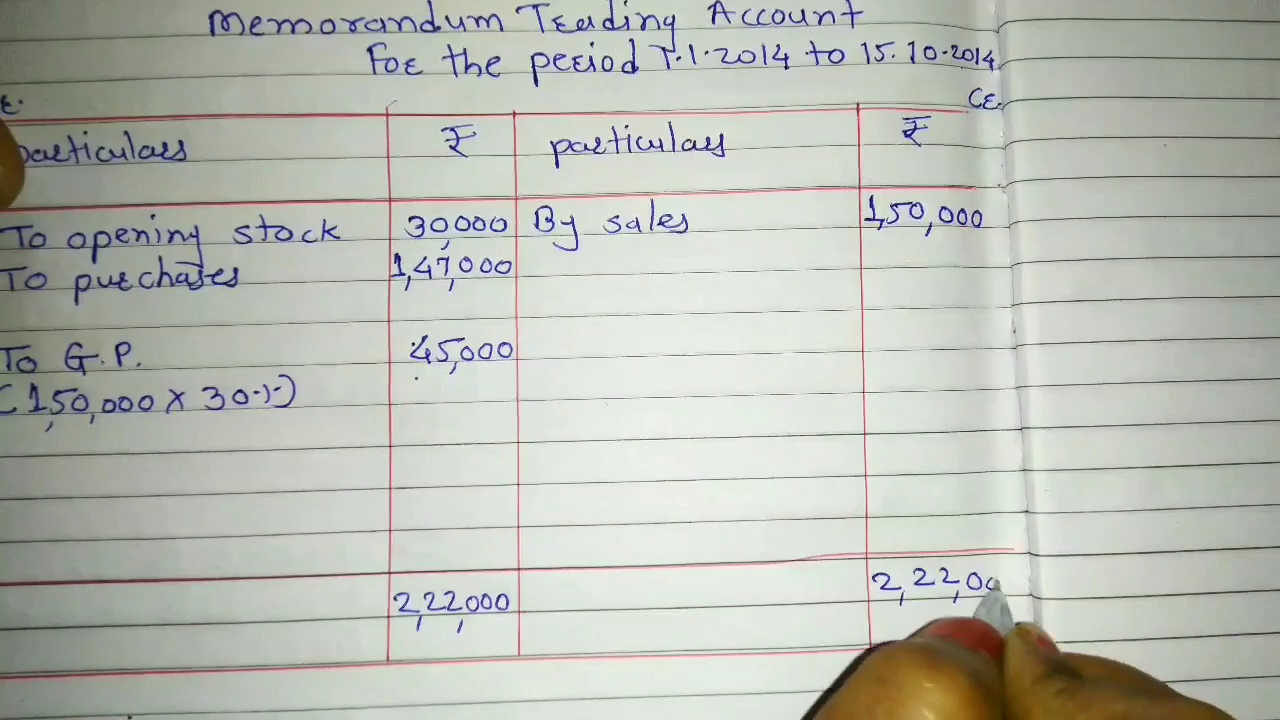 Memorandum Trading Account
For the period 1.1.2014 to 15.10.2014
r. Cr.
particulars ₹ particulars ₹
To opening stock 30,000 By sales 1,50,000
To purchases 1,47,000
To G.P. 45,000
(1,50,000 x 30%)
2,22,000 2,22,00